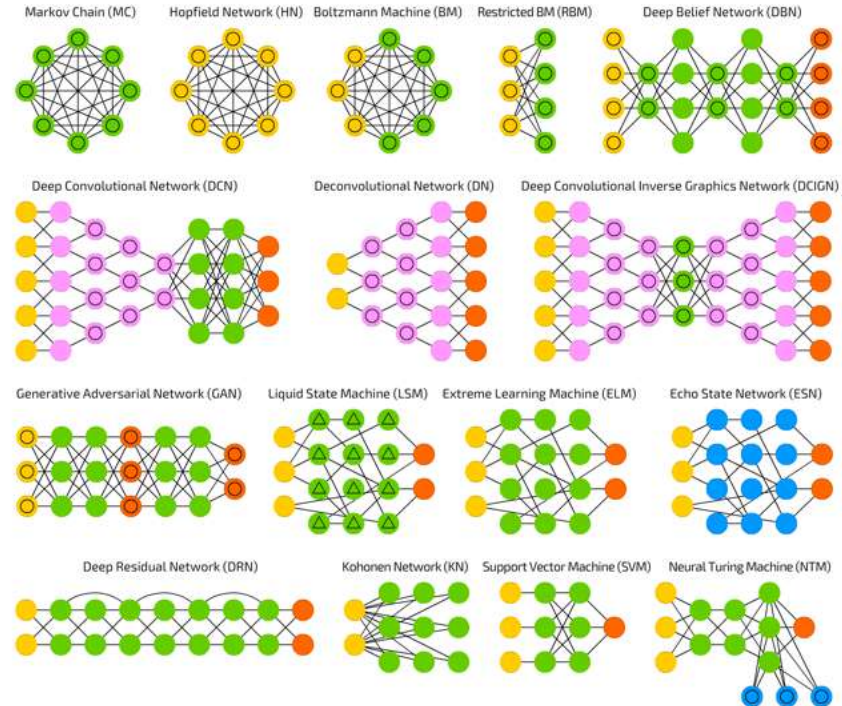 Markov Chain (MC)
Hopfield Network (HN)
Boltzmann Machine (BM)
Restricted BM (RBM)
Deep Belief Network (DBN)
Deep Convolutional Network (DCN)
Deconvolutional Network (DN)
Deep Convolutional Inverse Graphics Network (DCIGN)
Generative Adversarial Network (GAN)
Liquid State Machine (LSM)
Extreme Learning Machine (ELM)
Echo State Network (ESN)
Deep Residual Network (DRN)
Kohonen Network (KN)
Support Vector Machine (SVM)
Neural Turing Machine (NTM)